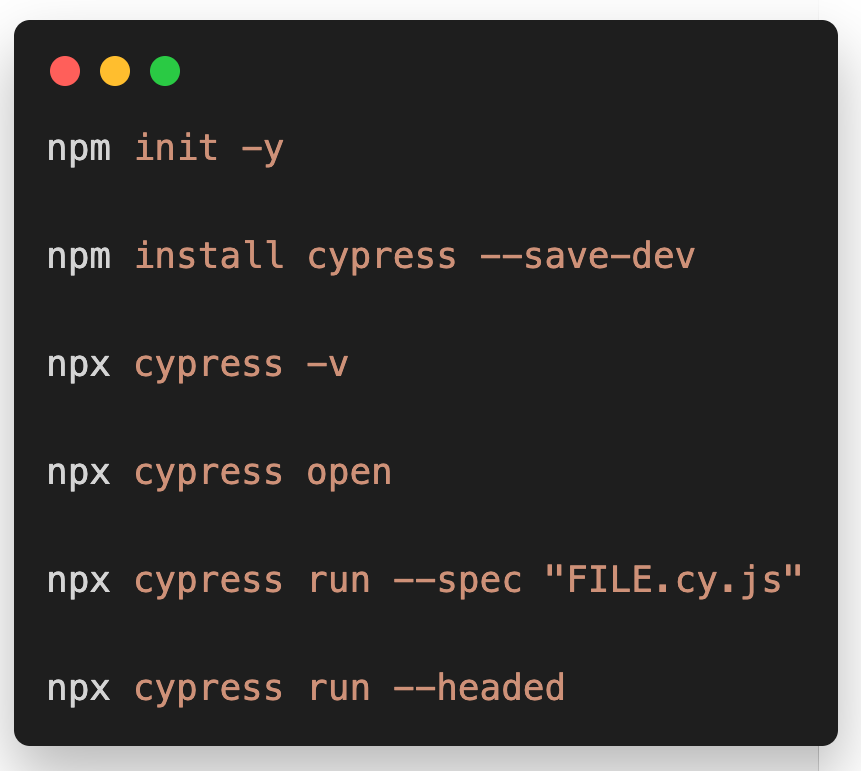 npm init -y
npm install cypress --save-dev
npx cypress -v
npx cypress open
npx cypress run --spec "FILE.cy.js"
npx cypress run --headed